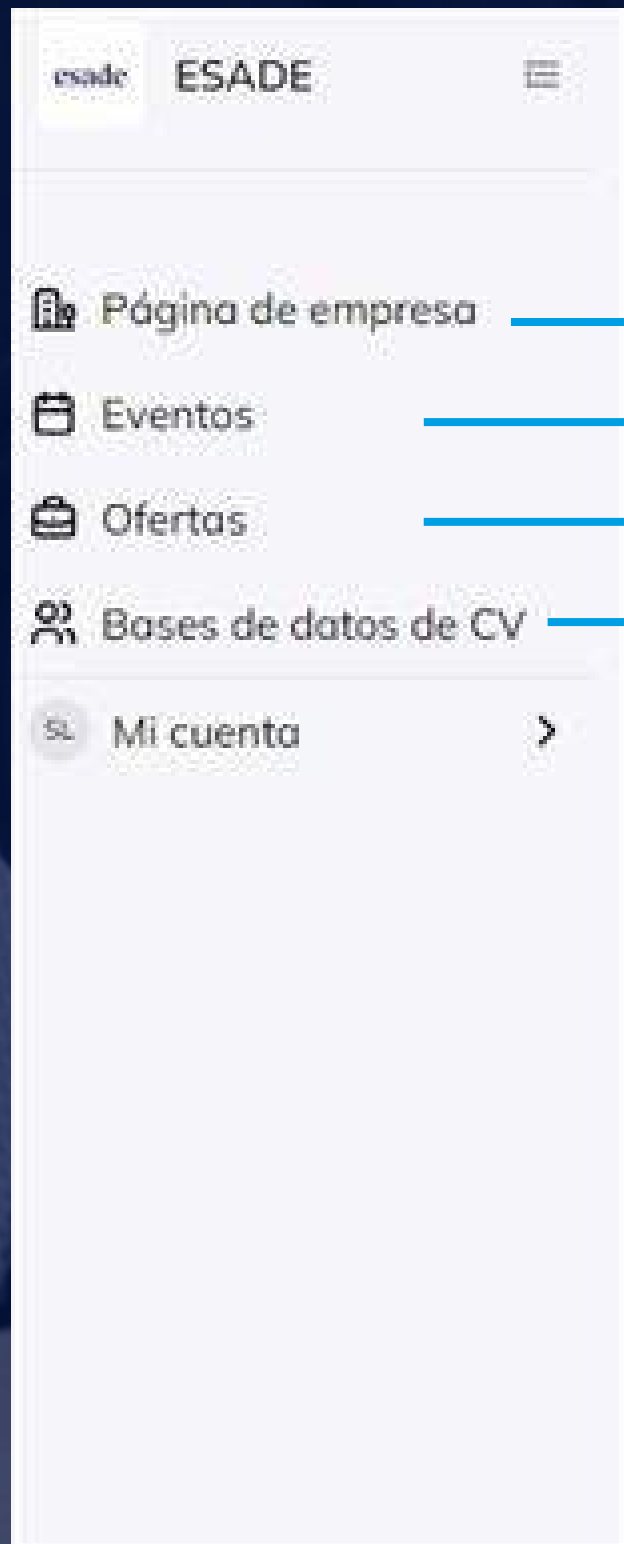 esade ESADE
Página de empresa
Eventos
Ofertas
Bases de datos de CV
SL Mi cuenta